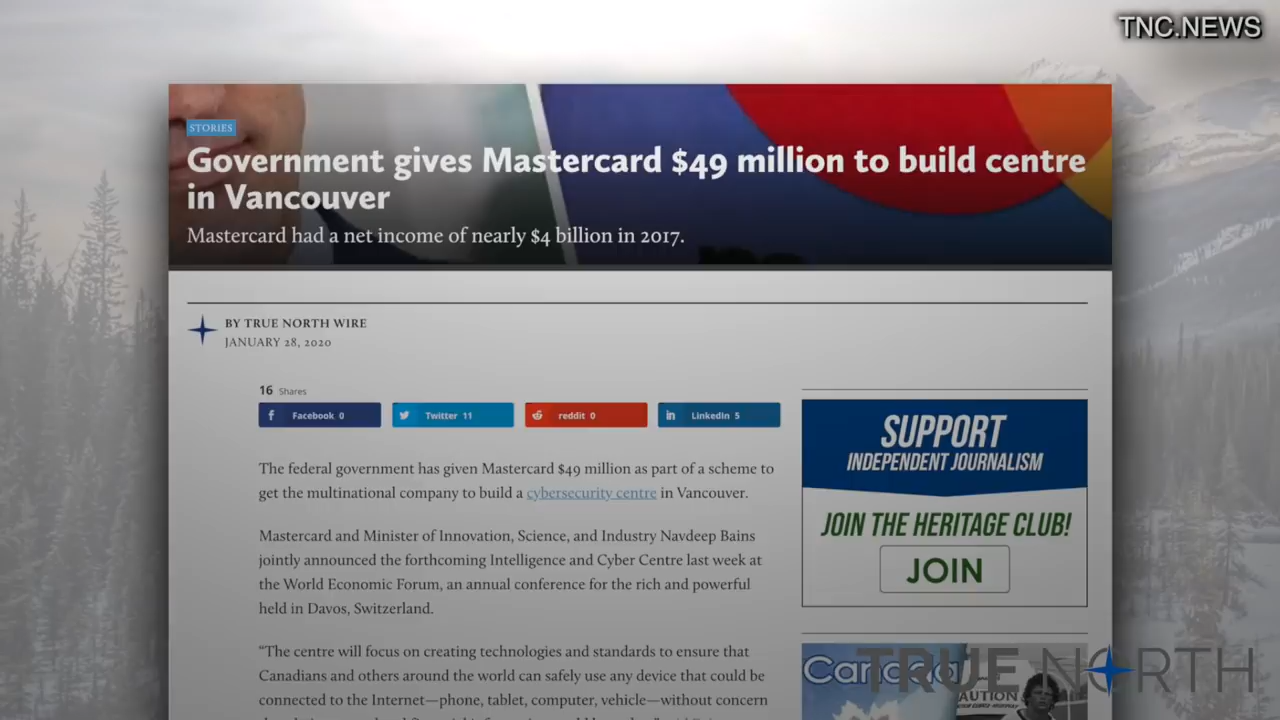 TNC.NEWS
STORIES
Government gives Mastercard $49 million to build centre
in Vancouver
Mastercard had a net income of nearly $4 billion in 2017.
BY TRUE NORTH WIRE
JANUARY 28, 2020
16 Shares
Facebook 0
Twitter 11
reddit 0
LinkedIn 5
The federal government has given Mastercard $49 million as part of a scheme to
get the multinational company to build a cybersecurity centre in Vancouver.
Mastercard and Minister of Innovation, Science, and Industry Navdeep Bains
jointly announced the forthcoming Intelligence and Cyber Centre last week at
the World Economic Forum, an annual conference for the rich and powerful
held in Davos, Switzerland.
“The centre will focus on creating technologies and standards to ensure that
Canadians and others around the world can safely use any device that could be
connected to the Internet—phone, tablet, computer, vehicle—without concern
SUPPORT
INDEPENDENT JOURNALISM
JOIN THE HERITAGE CLUB!
JOIN
TRUE NORTH